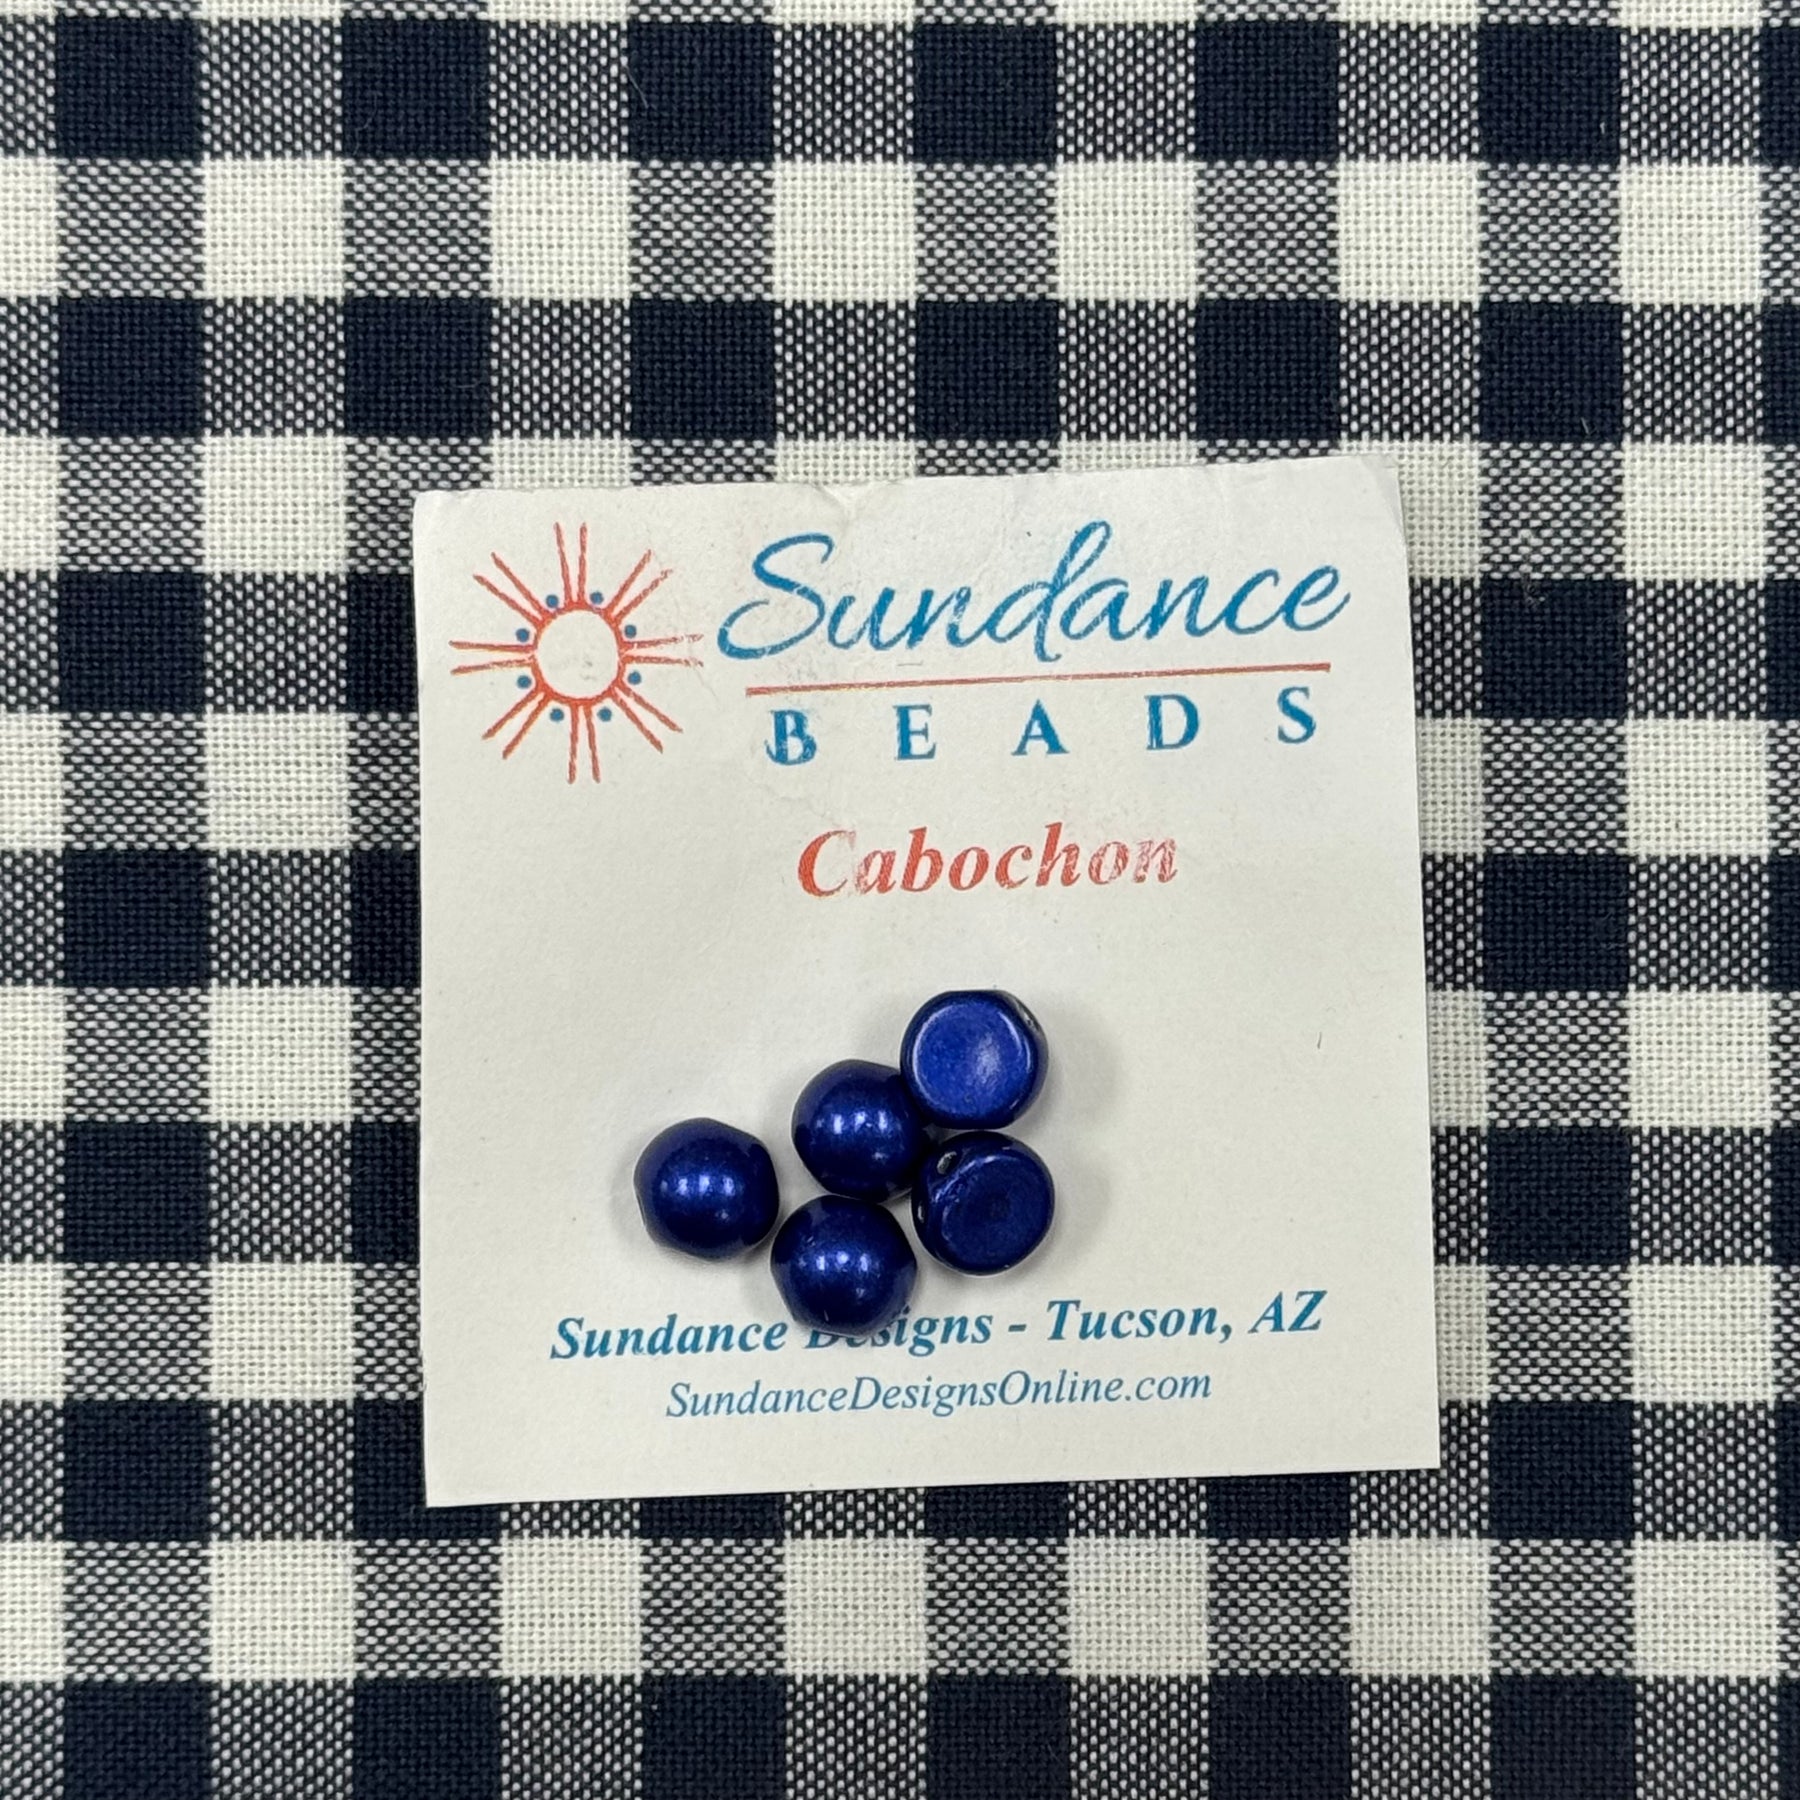 Sundance
BEADS
Cabochon
Sundance Designs - Tucson, AZ
SundanceDesignsOnline.com